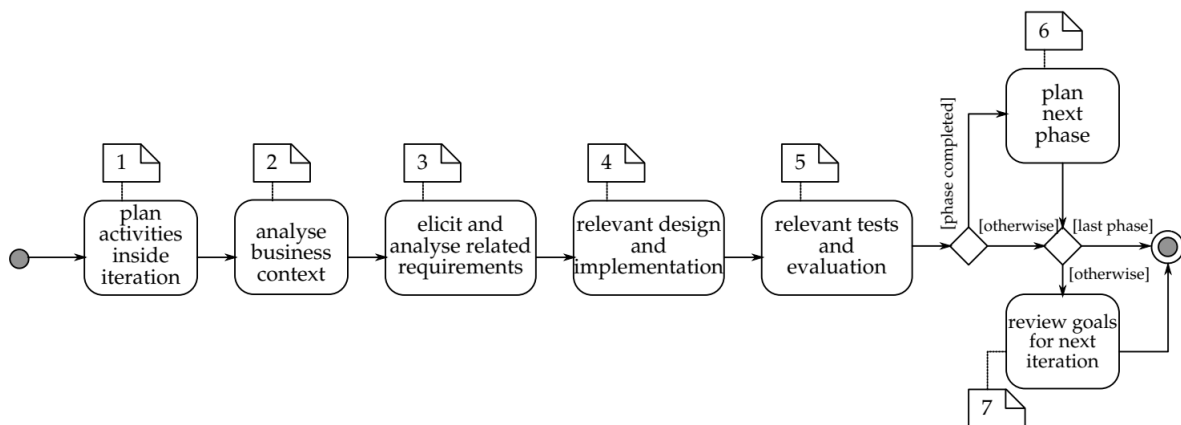 1
plan
activities
inside
iteration
2
analyse
business
context
3
elicit and
analyse related
requirements
4
relevant design
and
implementation
5
relevant tests
and
evaluation
[phase completed]
6
plan
next
phase
[otherwise]
[last phase]
[otherwise]
review goals
for next
iteration
7